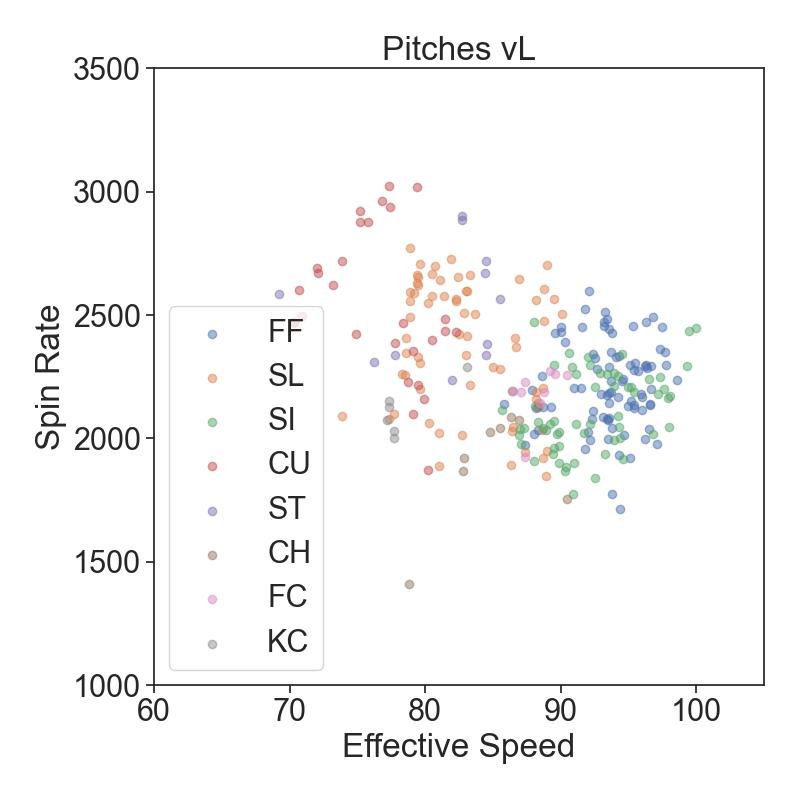 Pitches vL
3500
3000
2500
2000
1500
1000
Spin Rate
FF
SL
SI
CU
ST
CH
FC
KC
60 70 80 90 100
Effective Speed